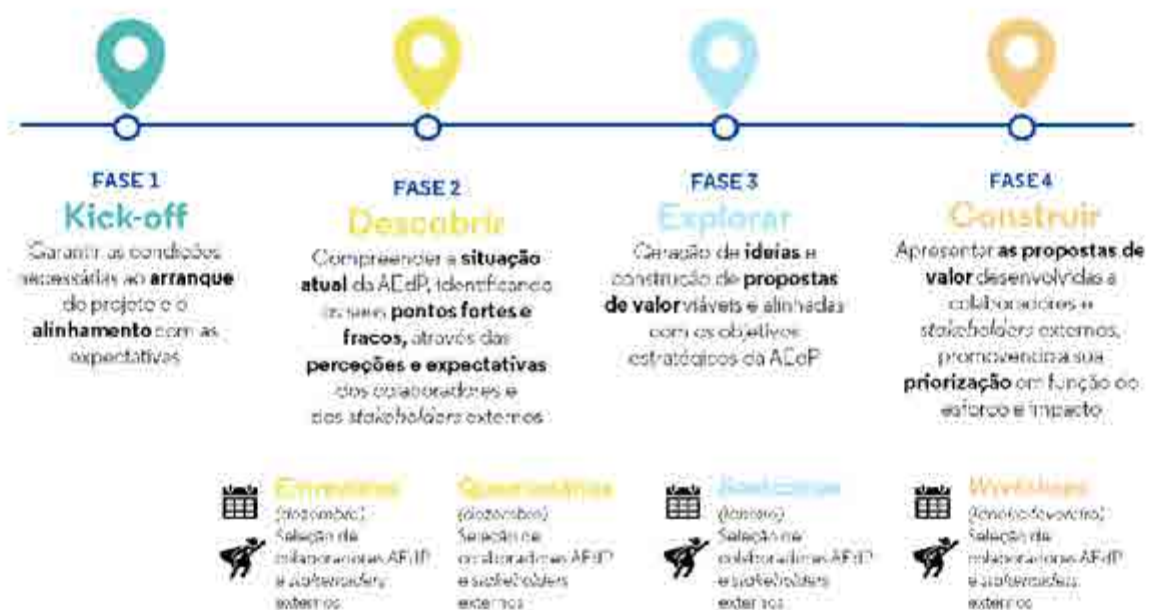 FASE 1
Kick-off
Garantir as condições
necessárias ao arranque
do projeto e o
alinhamento com as
expectativas
FASE 2
Descobrir
Compreender a situação
atual da AEdP, identificando
os seus pontos fortes e
fracos, através das
perceções e expectativas
dos colaboradores e
dos stakeholders externos
FASE 3
Explorar
Geração de ideias e
construção de propostas
de valor viáveis e alinhadas
com os objetivos
estratégicos da AEdP
FASE 4
Construir
Apresentar as propostas de
valor desenvolvidas a
colaboradores e
stakeholders externos,
promovendo a sua
priorização em função do
esforço e impacto
Entrevistas
(dezembro)
Seleção de
colaboradores AEdP
e stakeholders
externos
Questionários
(dezembro)
Seleção de
colaboradores AEdP
e stakeholders
externos
(janeiro)
Seleção de
colaboradores AEdP
e stakeholders
externos
Workshops
(janeiro/fevereiro)
Seleção de
colaboradores AEdP
e stakeholders
externos